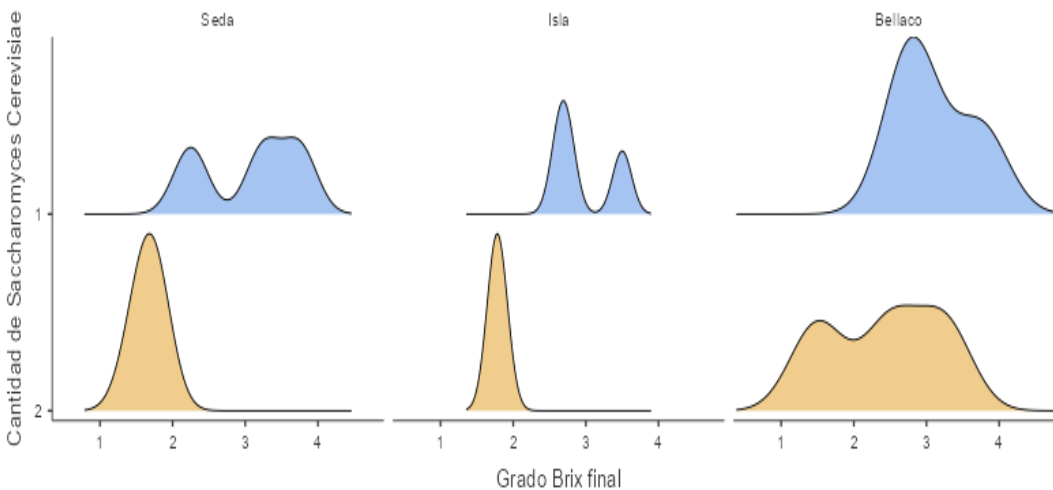 Seda
Isla
Bellaco
Cantidad de Saccharomyces Cerevisiae
1
2
1 2 3 4
1 2 3 4
1 2 3 4
Grado Brix final